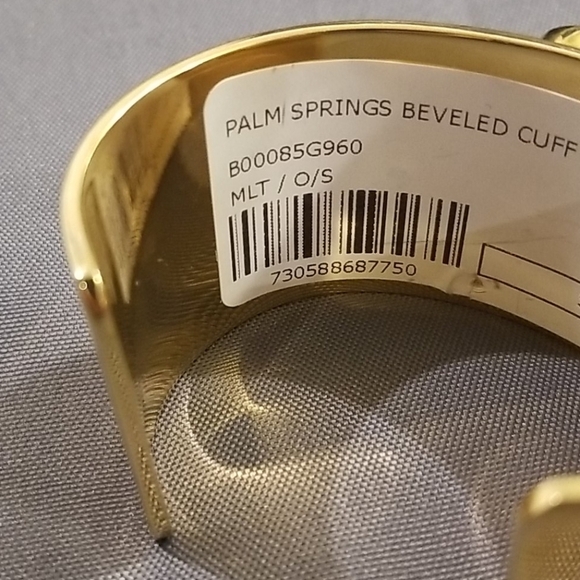 PALM SPRINGS BEVELED CUFF
B00085G960
MLT / O/S
730588687750